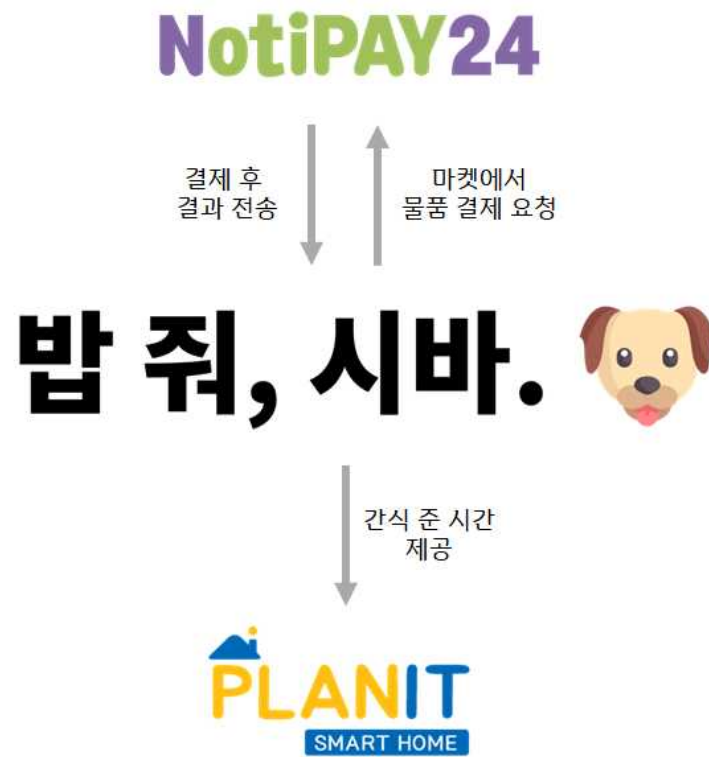 NotiPAY24
결제 후
결과 전송
마켓에서
물품 결제 요청
밥 줘, 시바.
간식 준 시간
제공
PLANIT
SMART HOME